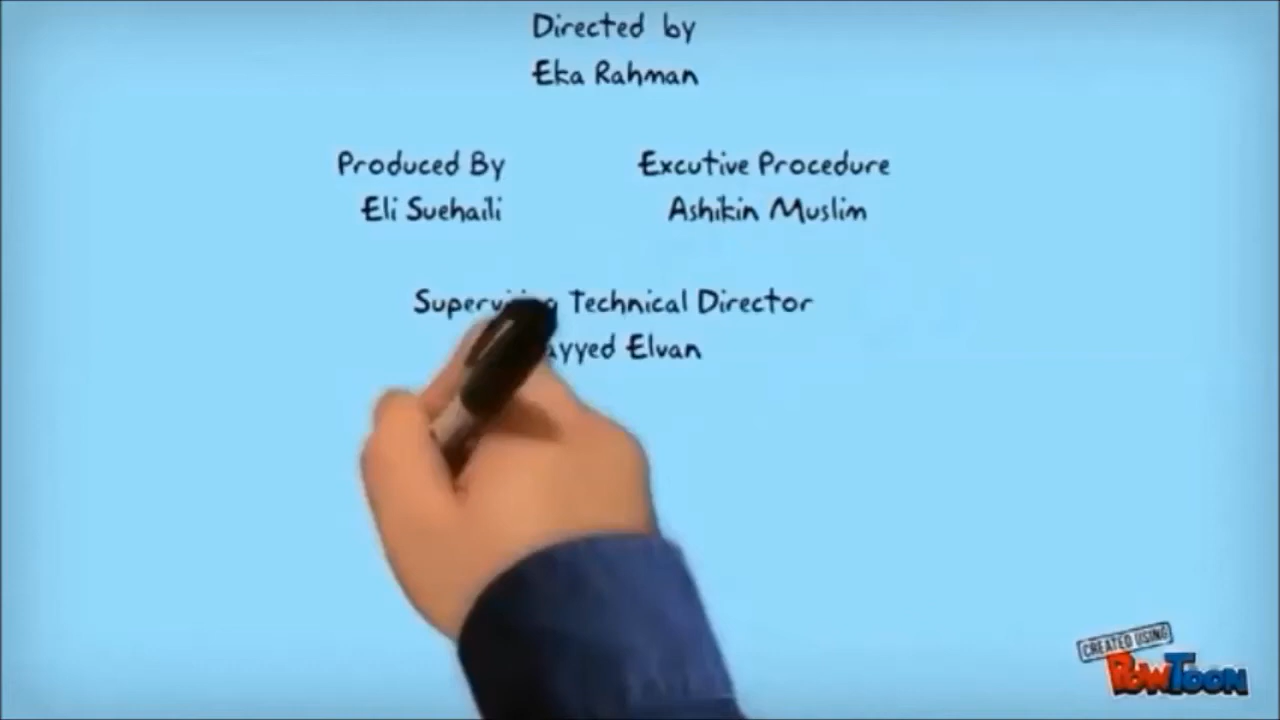 Directed by
Eka Rahman
Produced By
Eli Suehaili
Excutive Procedure
Ashikin Muslim
Technical Director
Elvan
CREATED USING
POWTOON